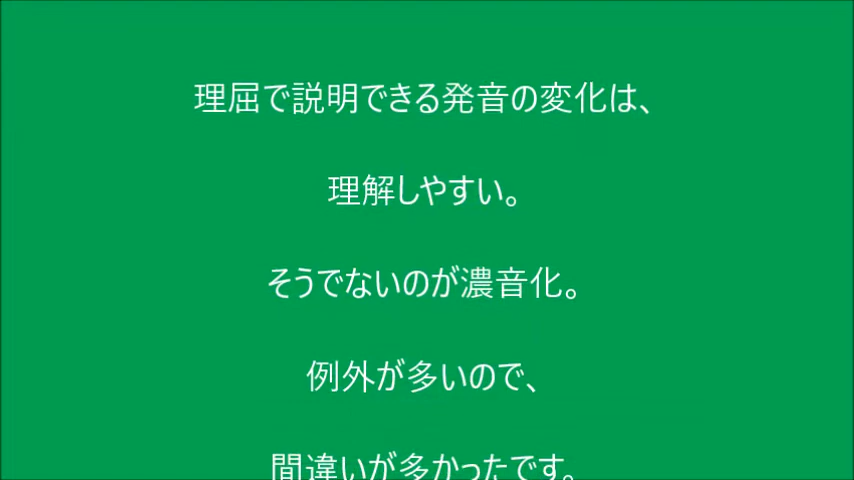 理屈で説明できる発音の変化は、
理解しやすい。
そうでないのが濃音化。
例外が多いので、
間違いが多かったです。